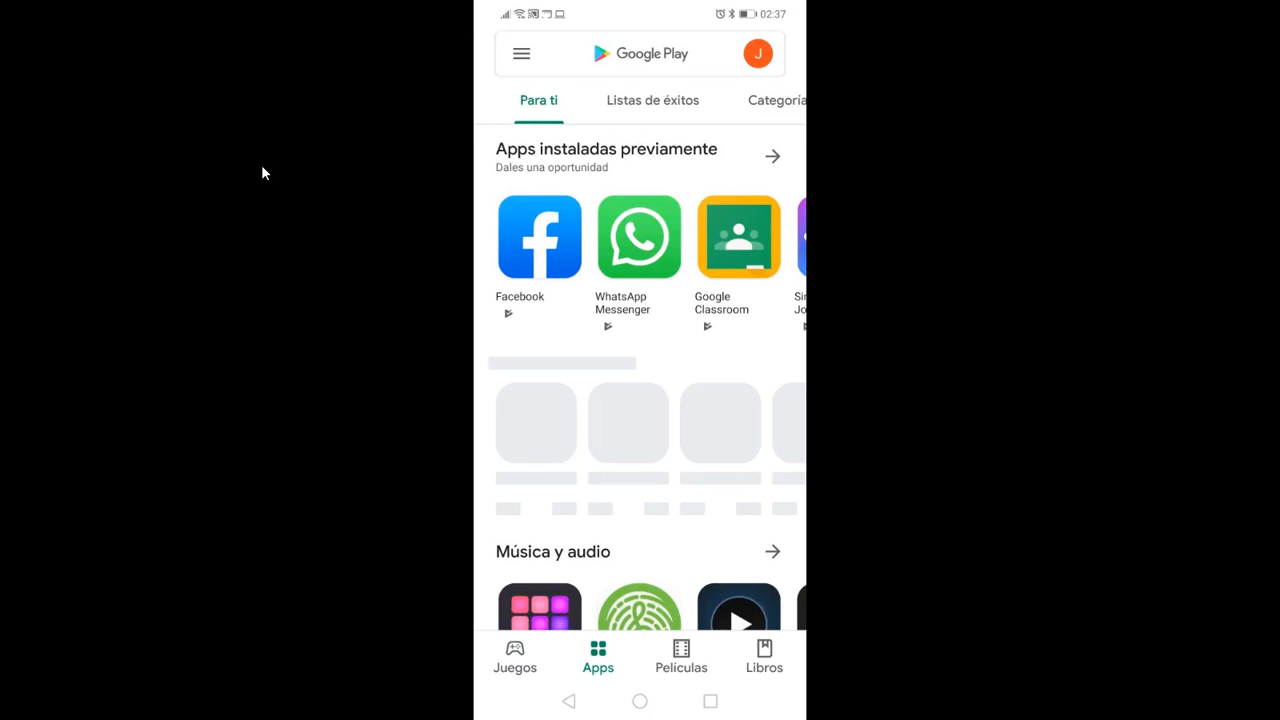 02:37
Google Play
J
Para ti
Listas de éxitos
Categoría
Apps instaladas previamente
Dales una oportunidad
Facebook
WhatsApp
Messenger
Google
Classroom
Jo
Música y audio
Juegos
Apps
Películas
Libros